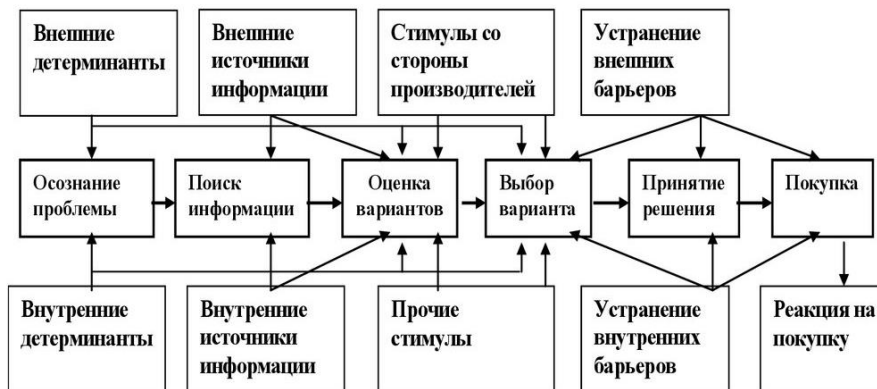 Внешние
детерминанты
Внешние
источники
информации
Стимулы со
стороны
производителей
Устранение
внешних
барьеров
Осознание
проблемы
Поиск
информации
Оценка
вариантов
Выбор
варианта
Принятие
решения
Покупка
Внутренние
детерминанты
Внутренние
источники
информации
Прочие
стимулы
Устранение
внутренних
барьеров
Реакция на
покупку